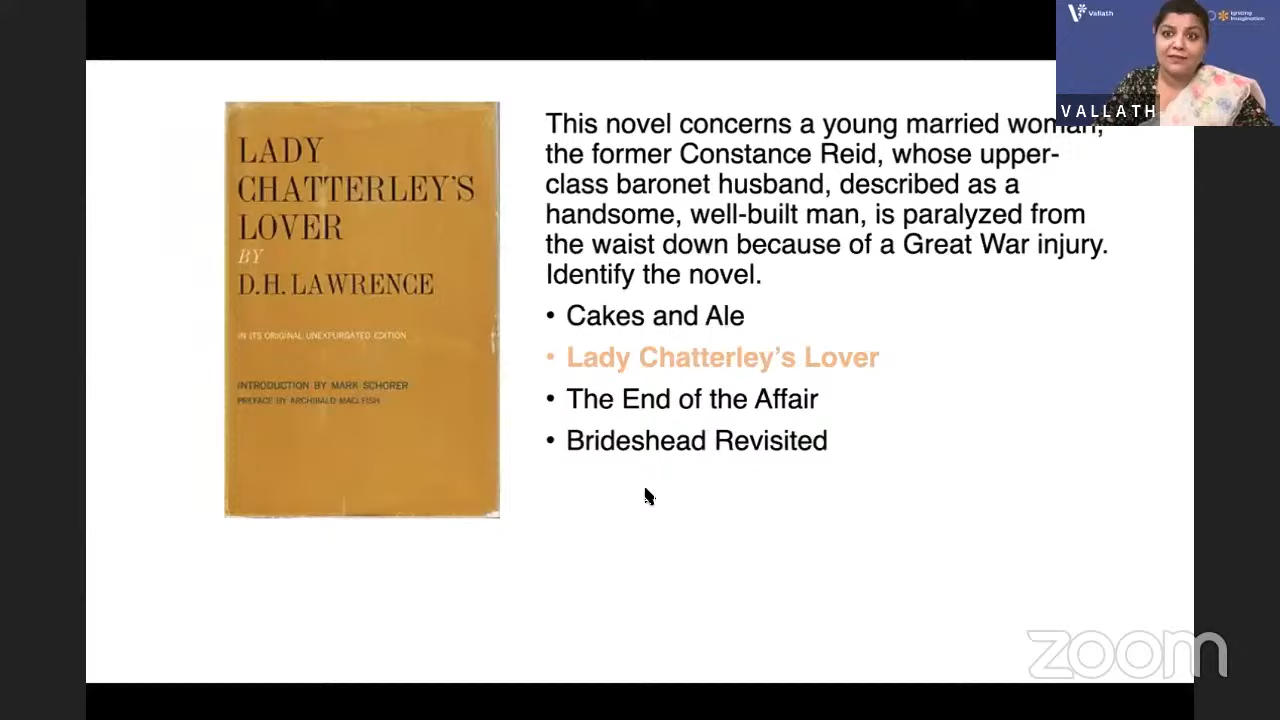 Vallath
Igniting
Imagination
VALLATH
LADY
CHATTERLEY'S
LOVER
BY
D.H. LAWRENCE
IN ITS ORIGINAL UNEXPURGATED EDITION
INTRODUCTION BY MARK SCHORER
PREFACE BY ARCHIBALD MACLEISH
This novel concerns a young married woman,
the former Constance Reid, whose upper-
class baronet husband, described as a
handsome, well-built man, is paralyzed from
the waist down because of a Great War injury.
Identify the novel.
• Cakes and Ale
• Lady Chatterley’s Lover
• The End of the Affair
• Brideshead Revisited
zoom